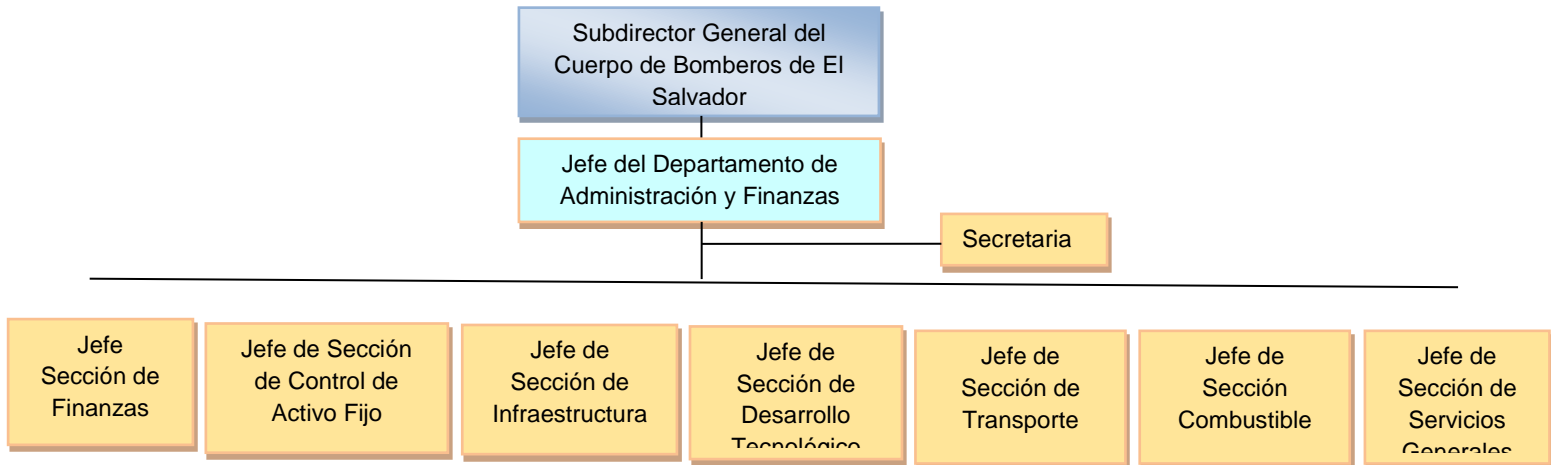 Subdirector General del
Cuerpo de Bomberos de El
Salvador
Jefe del Departamento de
Administración y Finanzas
Secretaria
Jefe
Sección de
Finanzas
Jefe de Sección
de Control de
Activo Fijo
Jefe de
Sección de
Infraestructura
Jefe de
Sección de
Desarrollo
Tecnológico
Jefe de
Sección de
Transporte
Jefe de
Sección
Combustible
Jefe de
Sección de
Servicios
Generales